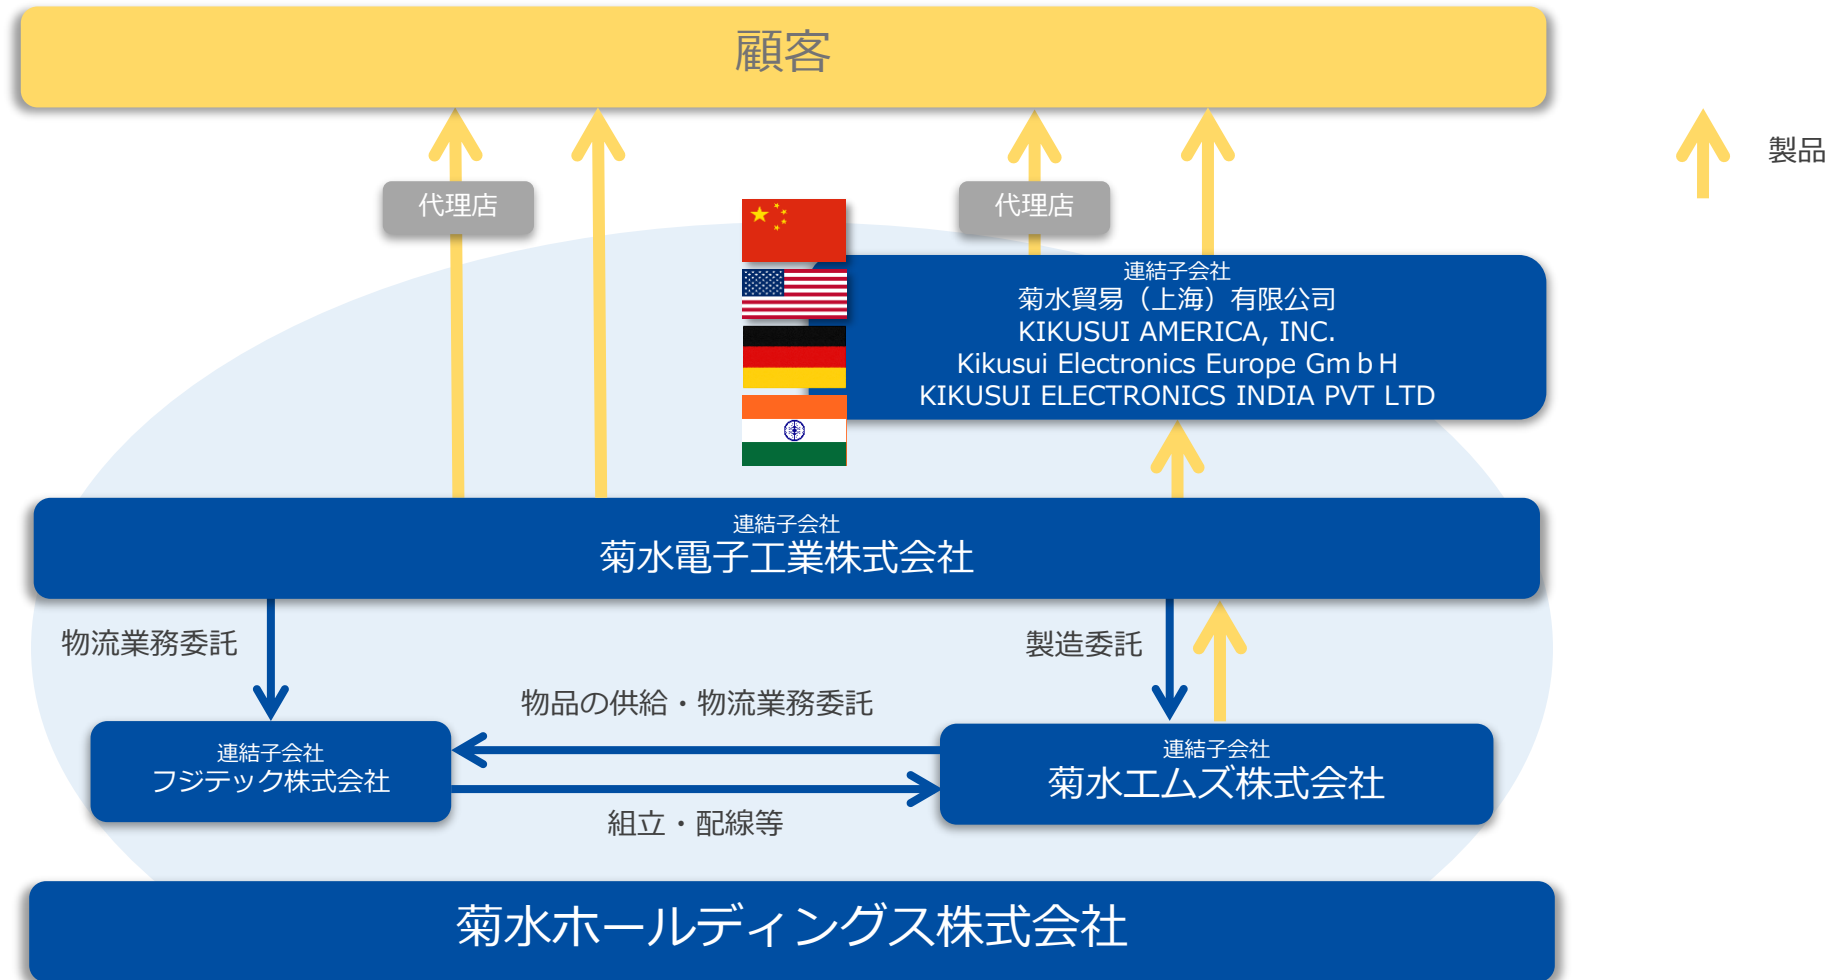 顧客
製品
代理店
代理店
連結子会社
菊水貿易（上海）有限公司
KIKUSUI AMERICA, INC.
Kikusui Electronics Europe GmｂH
KIKUSUI ELECTRONICS INDIA PVT LTD
連結子会社
菊水電子工業株式会社
物流業務委託
製造委託
物品の供給・物流業務委託
連結子会社
フジテック株式会社
連結子会社
菊水エムズ株式会社
組立・配線等
菊水ホールディングス株式会社